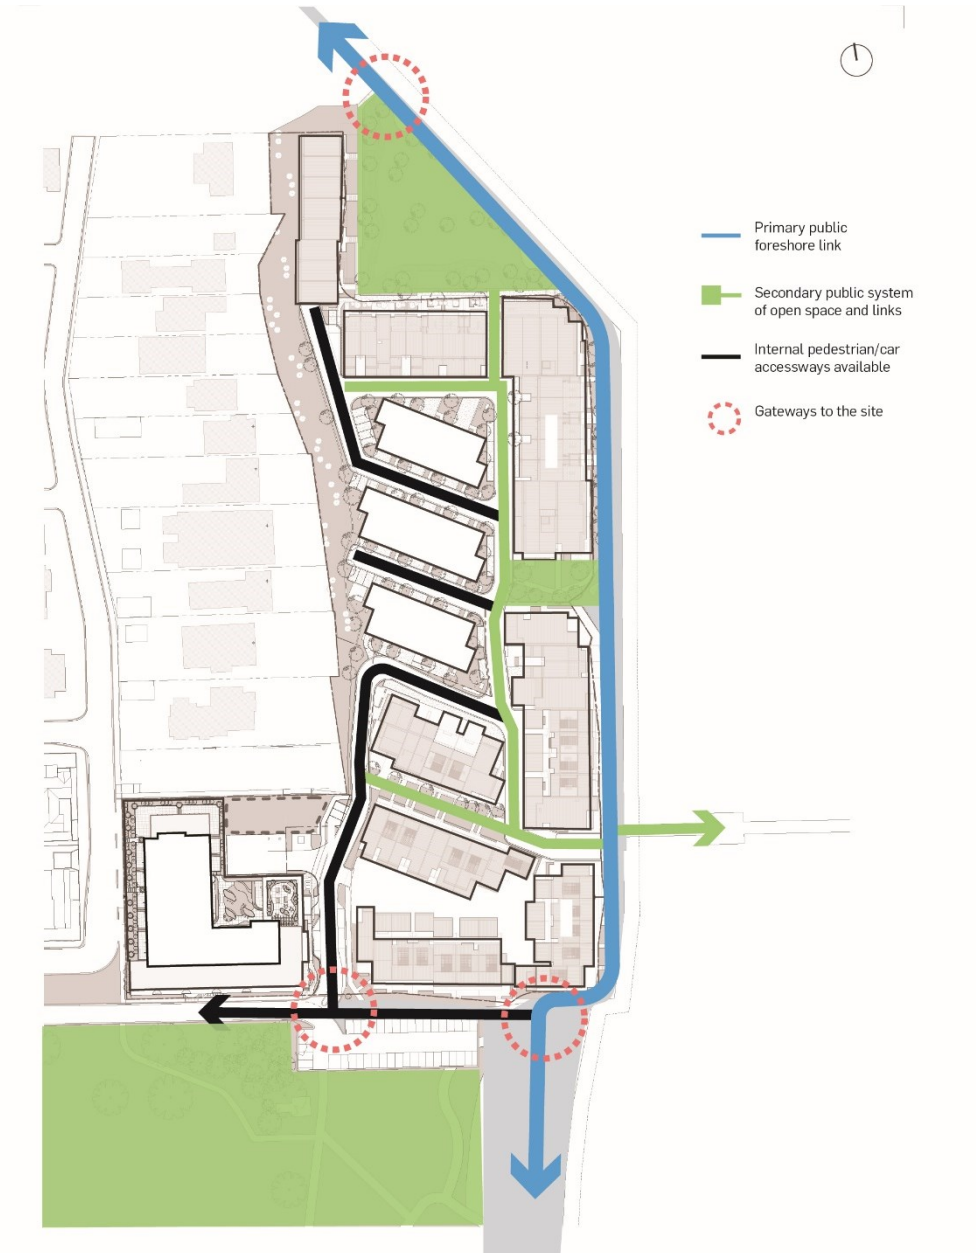 Primary public
foreshore link
Secondary public system
of open space and links
Internal pedestrian/car
accessways available
Gateways to the site